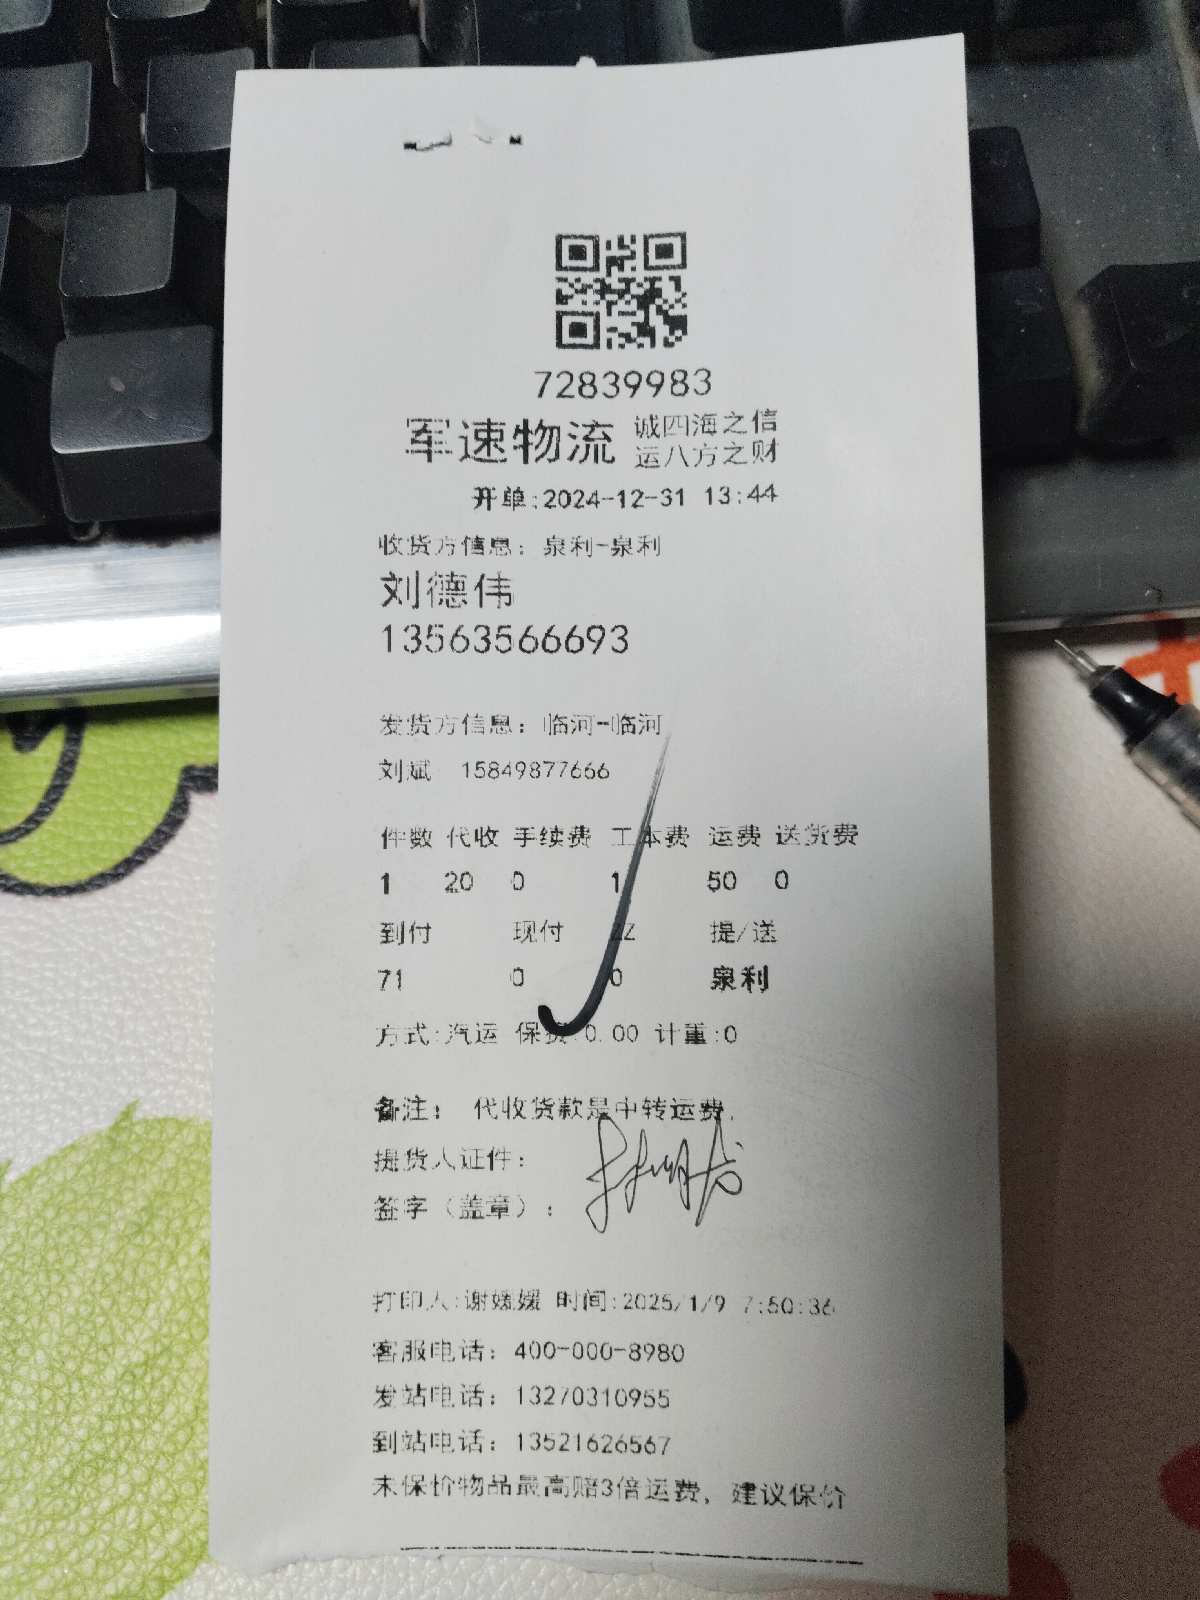 72839983
军速物流 诚四海之信
运八方之财
开单:2024-12-31 13:44
收货方信息：泉利-泉利
刘德伟
13563566693
发货方信息：临河-临河
刘斌 15849877666
件数 代收 手续费 工本费 运费 送货费
1 20 0 1 50 0
到付 现付 ZZ 提/送
71 0 0 泉利
方式:汽运 保费:0.00 计重:0
备注： 代收货款是中转运费.
提货人证件：
签字（盖章）：
打印人:谢媛媛 时间:2025/1/9 7:50:36
客服电话：400-000-8980
发站电话：13270310955
到站电话：13521626567
未保价物品最高赔3倍运费，建议保价